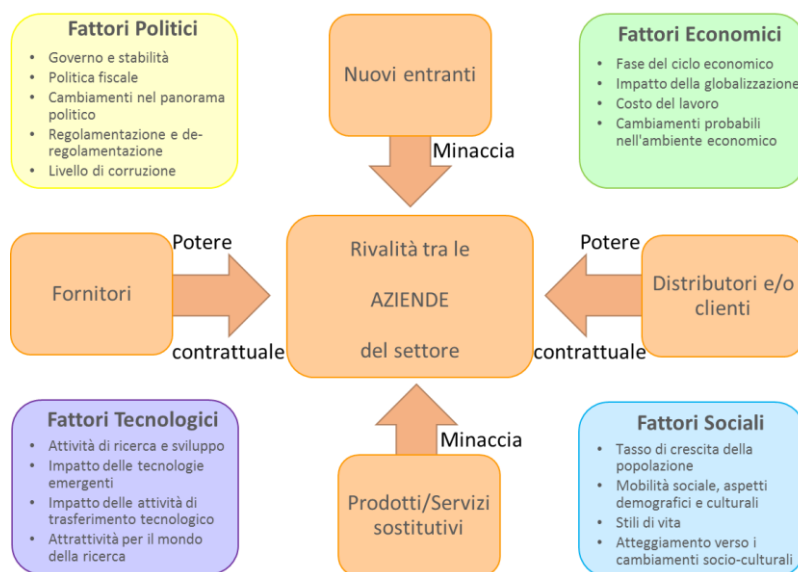 Fattori Politici
• Governo e stabilità
• Politica fiscale
• Cambiamenti nel panorama
politico
• Regolamentazione e de-
regolamentazione
• Livello di corruzione
Nuovi entranti
Minaccia
Fattori Economici
• Fase del ciclo economico
• Impatto della globalizzazione
• Costo del lavoro
• Cambiamenti probabili
nell'ambiente economico
Fornitori
Potere
contrattuale
Rivalità tra le
AZIENDE
del settore
Potere
contrattuale
Distributori e/o
clienti
Fattori Tecnologici
• Attività di ricerca e sviluppo
• Impatto delle tecnologie
emergenti
• Impatto delle attività di
trasferimento tecnologico
• Attrattività per il mondo
della ricerca
Minaccia
Prodotti/Servizi
sostitutivi
Fattori Sociali
• Tasso di crescita della
popolazione
• Mobilità sociale, aspetti
demografici e culturali
• Stili di vita
• Atteggiamento verso i
cambiamenti socio-culturali